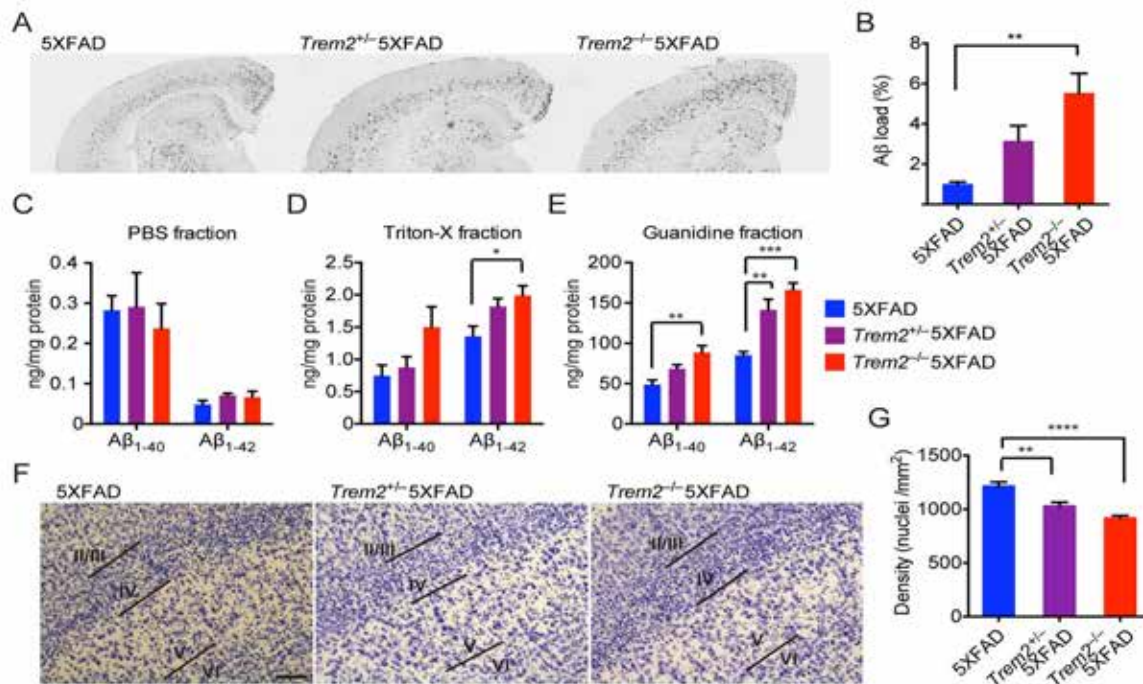 A
5XFAD
Trem2+/– 5XFAD
Trem2–/– 5XFAD
B
**
Aβ load (%)
6
4
2
5XFAD
Trem2+/–
5XFAD
Trem2–/–
5XFAD
C
PBS fraction
ng/mg protein
0.4
0.3
0.2
0.1
0
Aβ1–40
Aβ1–42
D
Triton-X fraction
ng/mg protein
2.5
2.0
1.5
1.0
0.5
0
*
Aβ1–40
Aβ1–42
E
Guanidine fraction
ng/mg protein
200
150
100
50
0
**
**
***
Aβ1–40
Aβ1–42
5XFAD
Trem2+/– 5XFAD
Trem2–/– 5XFAD
F
5XFAD
Trem2+/– 5XFAD
Trem2–/– 5XFAD
II/III
IV
V
VI
II/III
IV
V
VI
II/III
IV
V
VI
G
****
**
Density (nuclei /mm2)
1500
1000
500
0
5XFAD
Trem2+/–
5XFAD
Trem2–/–
5XFAD